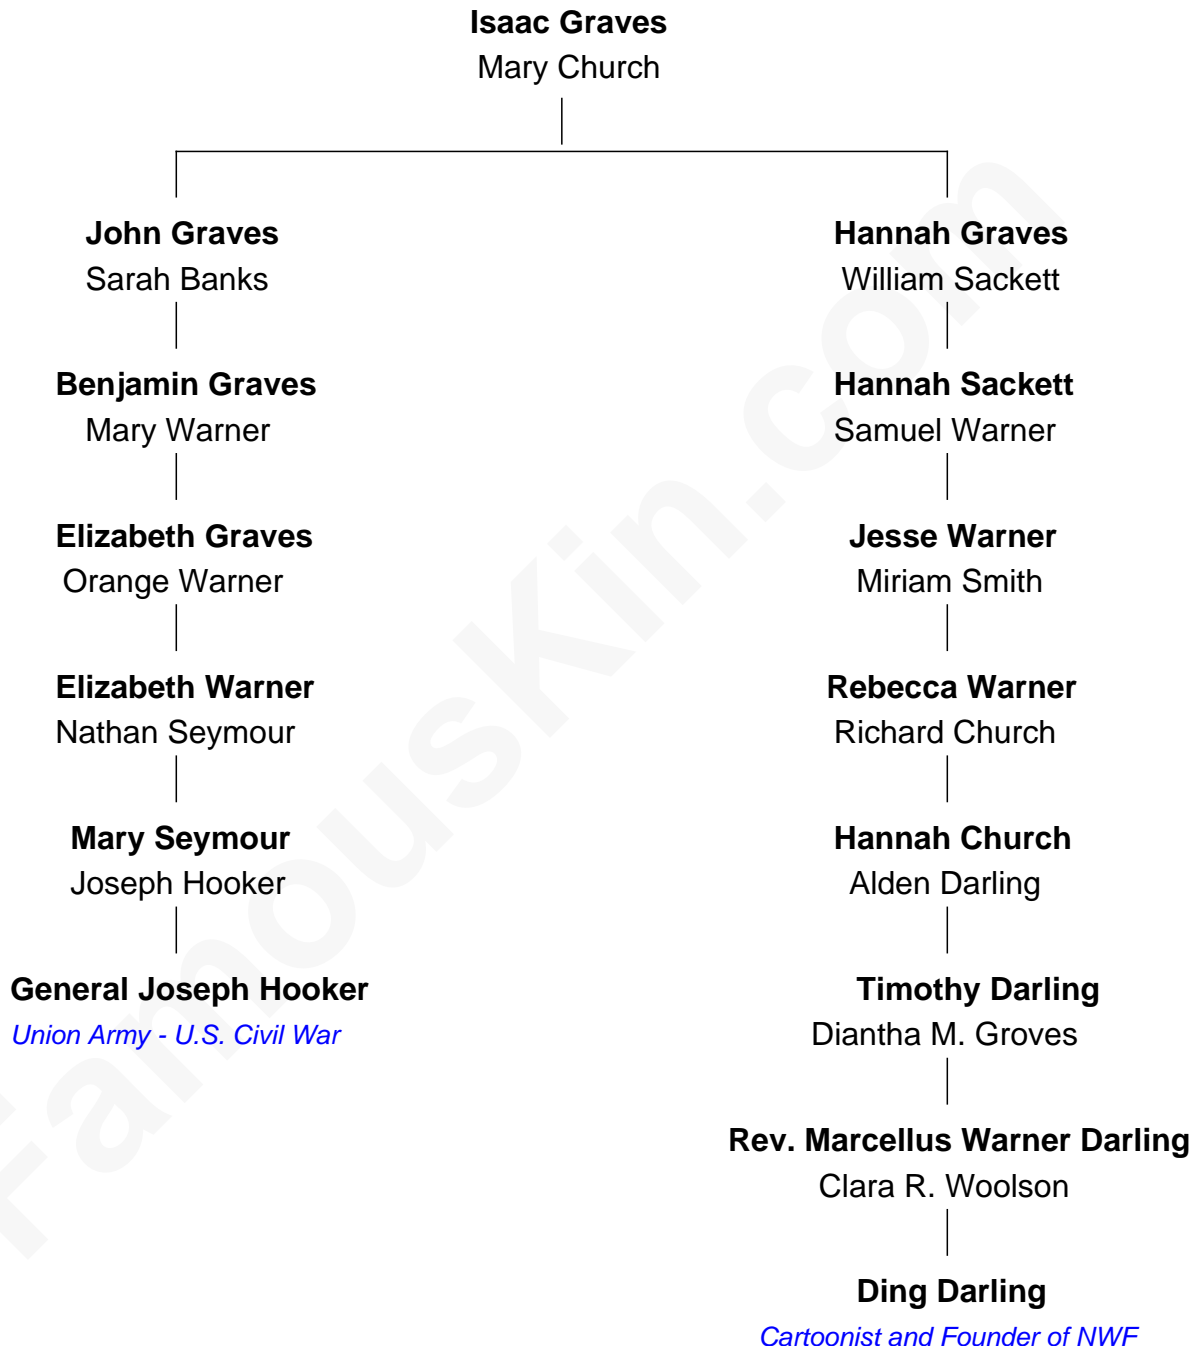 Isaac Graves
Mary Church
John Graves
Sarah Banks
Hannah Graves
William Sackett
Benjamin Graves
Mary Warner
Hannah Sackett
Samuel Warner
Elizabeth Graves
Orange Warner
Jesse Warner
Miriam Smith
Elizabeth Warner
Nathan Seymour
Rebecca Warner
Richard Church
Mary Seymour
Joseph Hooker
Hannah Church
Alden Darling
General Joseph Hooker
Union Army - U.S. Civil War
Timothy Darling
Diantha M. Groves
Rev. Marcellus Warner Darling
Clara R. Woolson
Ding Darling
Cartoonist and Founder of NWF
FamousKin.com